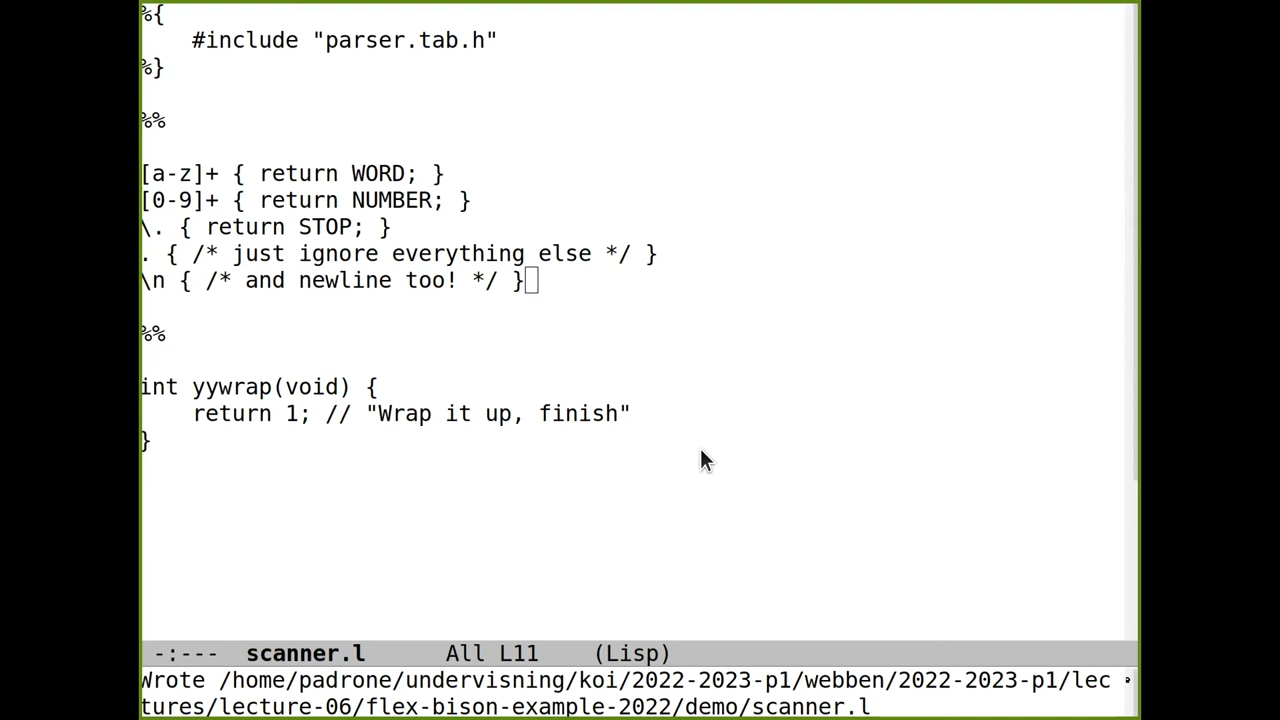 %{
    #include "parser.tab.h"
%}
%%
[a-z]+ { return WORD; }
[0-9]+ { return NUMBER; }
\. { return STOP; }
. { /* just ignore everything else */ }
\n { /* and newline too! */ }
%%
int yywrap(void) {
    return 1; // "Wrap it up, finish"
}
-:---  scanner.l      All L11    (Lisp)
Wrote /home/padrone/undervisning/koi/2022-2023-p1/webben/2022-2023-p1/lec
tures/lecture-06/flex-bison-example-2022/demo/scanner.l